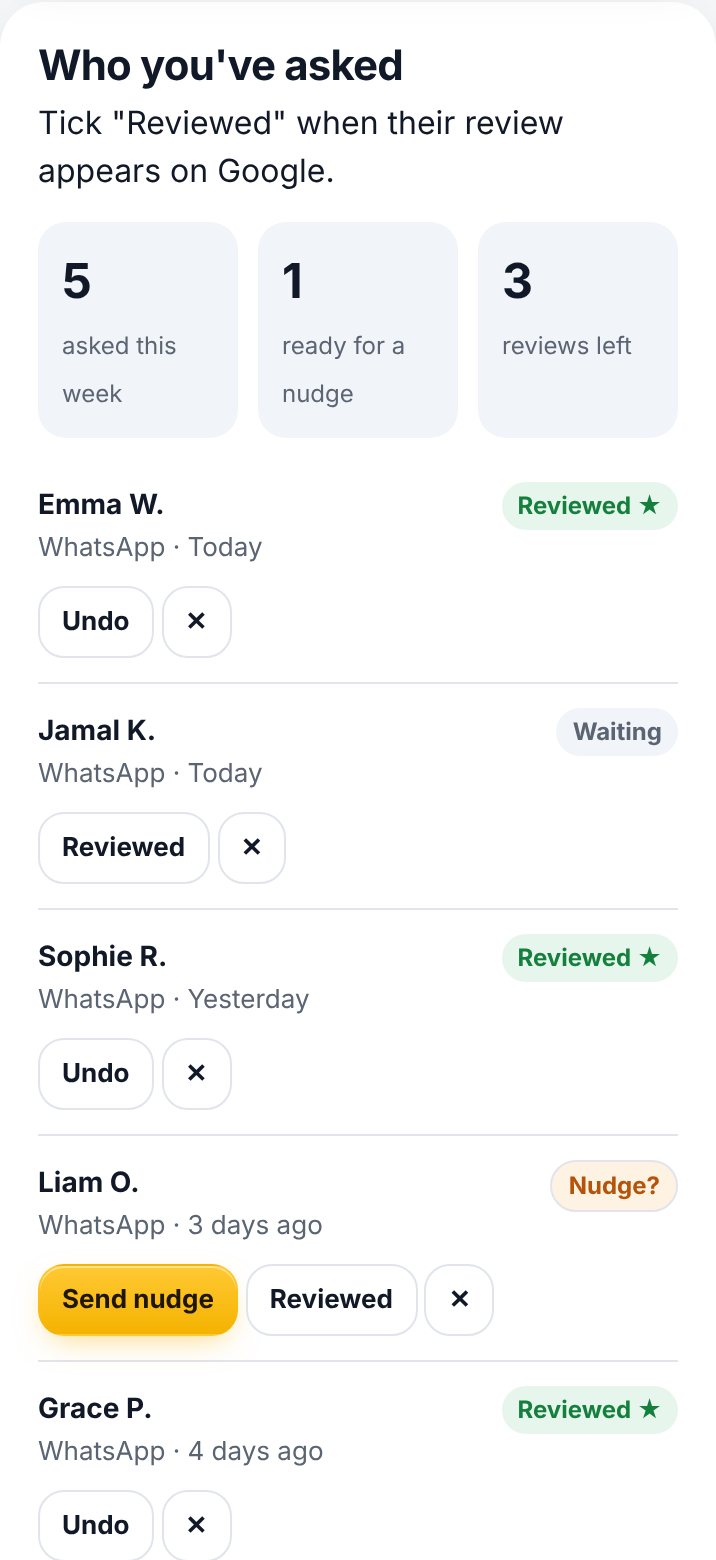 Who you've asked
Tick "Reviewed" when their review
appears on Google.
5
asked this
week
1
ready for a
nudge
3
reviews left
Emma W.
Reviewed ★
WhatsApp · Today
Undo
✕
Jamal K.
Waiting
WhatsApp · Today
Reviewed
✕
Sophie R.
Reviewed ★
WhatsApp · Yesterday
Undo
✕
Liam O.
Nudge?
WhatsApp · 3 days ago
Send nudge
Reviewed
✕
Grace P.
Reviewed ★
WhatsApp · 4 days ago
Undo
✕